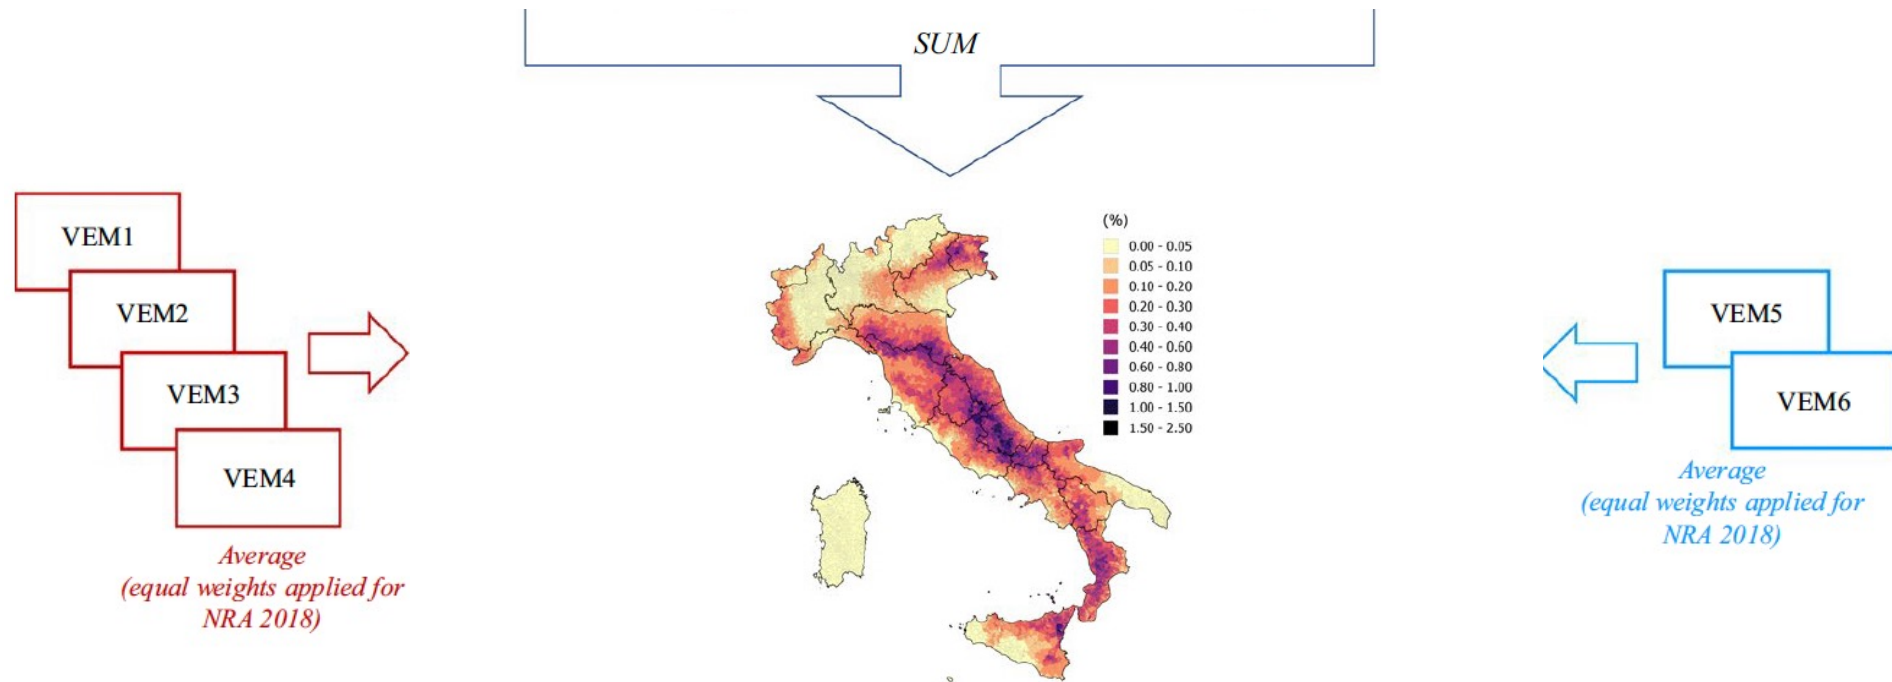 SUM
VEM1
VEM2
VEM3
VEM4
Average
(equal weights applied for
NRA 2018)
(%)
0.00 - 0.05
0.05 - 0.10
0.10 - 0.20
0.20 - 0.30
0.30 - 0.40
0.40 - 0.60
0.60 - 0.80
0.80 - 1.00
1.00 - 1.50
1.50 - 2.50
VEM5
VEM6
Average
(equal weights applied for
NRA 2018)